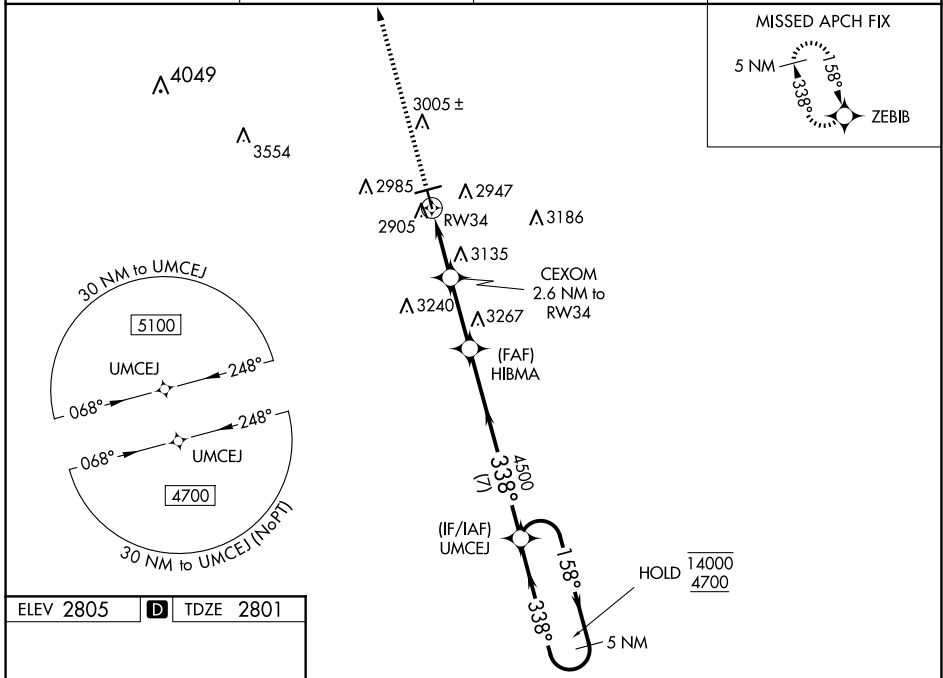 MISSED APCH FIX
5 NM
158°
338°
ZEBIB
4049
3554
3005 ±
2985
2947
2905
RW34
3186
3135
CEXOM
2.6 NM to
RW34
3240
3267
(FAF)
HIBMA
30 NM to UMCEJ
5100
UMCEJ
248°
068°
248°
068°
UMCEJ
4700
30 NM to UMCEJ (NoPT)
4500
338°
(7)
(IF/IAF)
UMCEJ
158°
338°
HOLD
14000
4700
5 NM
ELEV 2805 D TDZE 2801